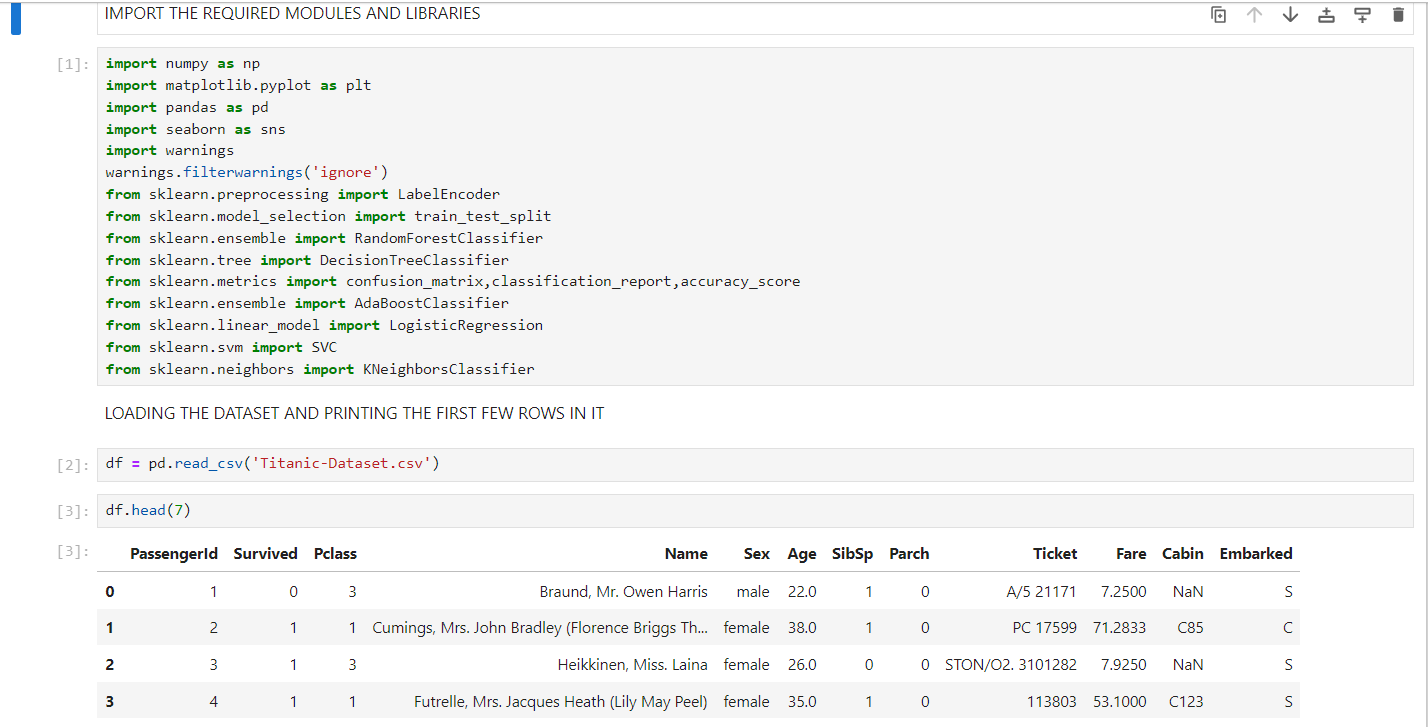 IMPORT THE REQUIRED MODULES AND LIBRARIES
[1]: import numpy as np
import matplotlib.pyplot as plt
import pandas as pd
import seaborn as sns
import warnings
warnings.filterwarnings('ignore')
from sklearn.preprocessing import LabelEncoder
from sklearn.model_selection import train_test_split
from sklearn.ensemble import RandomForestClassifier
from sklearn.tree import DecisionTreeClassifier
from sklearn.metrics import confusion_matrix,classification_report,accuracy_score
from sklearn.ensemble import AdaBoostClassifier
from sklearn.linear_model import LogisticRegression
from sklearn.svm import SVC
from sklearn.neighbors import KNeighborsClassifier
LOADING THE DATASET AND PRINTING THE FIRST FEW ROWS IN IT
[2]: df = pd.read_csv('Titanic-Dataset.csv')
[3]: df.head(7)
[3]: PassengerId Survived Pclass Name Sex Age SibSp Parch Ticket Fare Cabin Embarked
0 1 0 3 Braund, Mr. Owen Harris male 22.0 1 0 A/5 21171 7.2500 NaN S
1 2 1 1 Cumings, Mrs. John Bradley (Florence Briggs Th... female 38.0 1 0 PC 17599 71.2833 C85 C
2 3 1 3 Heikkinen, Miss. Laina female 26.0 0 0 STON/O2. 3101282 7.9250 NaN S
3 4 1 1 Futrelle, Mrs. Jacques Heath (Lily May Peel) female 35.0 1 0 113803 53.1000 C123 S